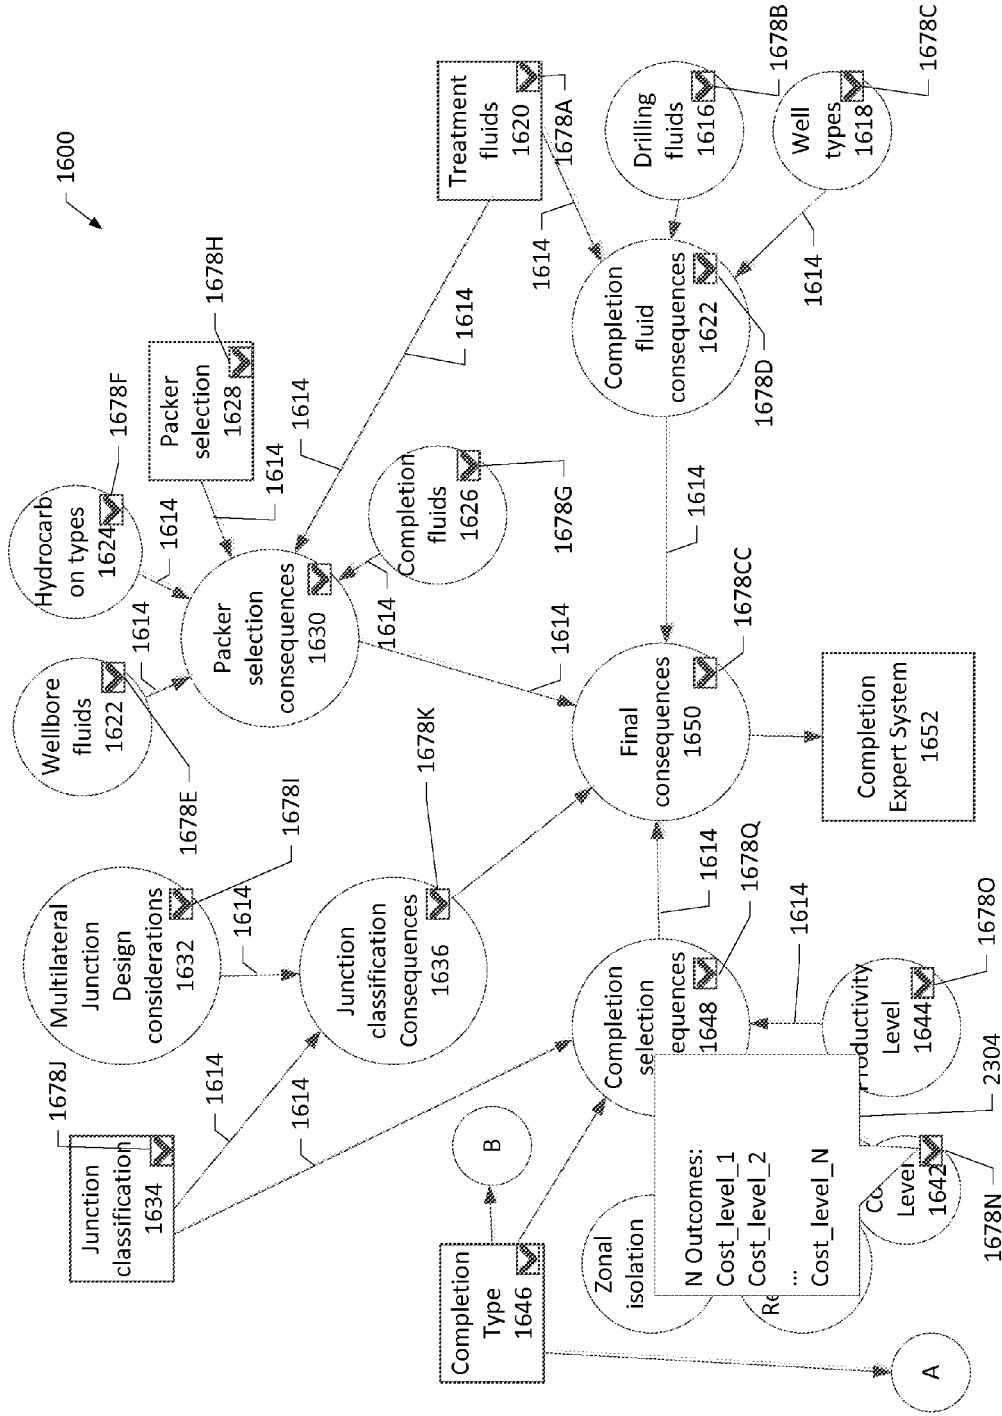 1600
Junction
classification
1634
1678J
Multilateral
Junction
Design
considerations
1632
1678I
Wellbore
fluids
1622
1678E
Hydrocarb
on types
1624
1678F
Packer
selection
1628
1678H
1614
1614
1614
1614
1614
1614
1614
Packer
selection
consequences
1630
1614
Completion
fluids
1626
1678G
1614
Treatment
fluids
1620
1678A
Junction
classification
Consequences
1636
1678K
Completion
Type
1646
B
A
1614
1614
Drilling
fluids
1616
1678B
Well
types
1618
1678C
1614
Completion
fluid
consequences
1622
1678D
1614
Final
consequences
1650
1678CC
1614
Completion
selection
equences
1648
1678Q
Zonal
isolation
Re
N Outcomes:
Cost_level_1
Cost_level_2
...
Cost_level_N
2304
Co
Level
1642
1678N
roductivity
Level
1644
1678O
1614
Completion
Expert System
1652